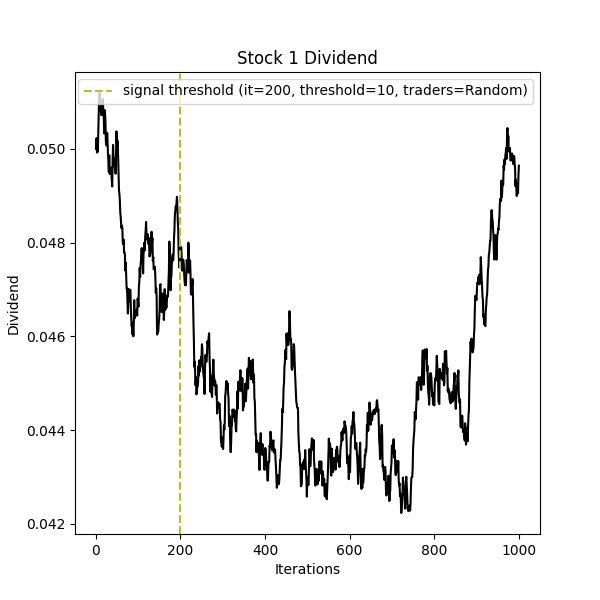 Stock 1 Dividend
signal threshold (it=200, threshold=10, traders=Random)
0.050
0.048
0.046
0.044
0.042
Dividend
0 200 400 600 800 1000
Iterations